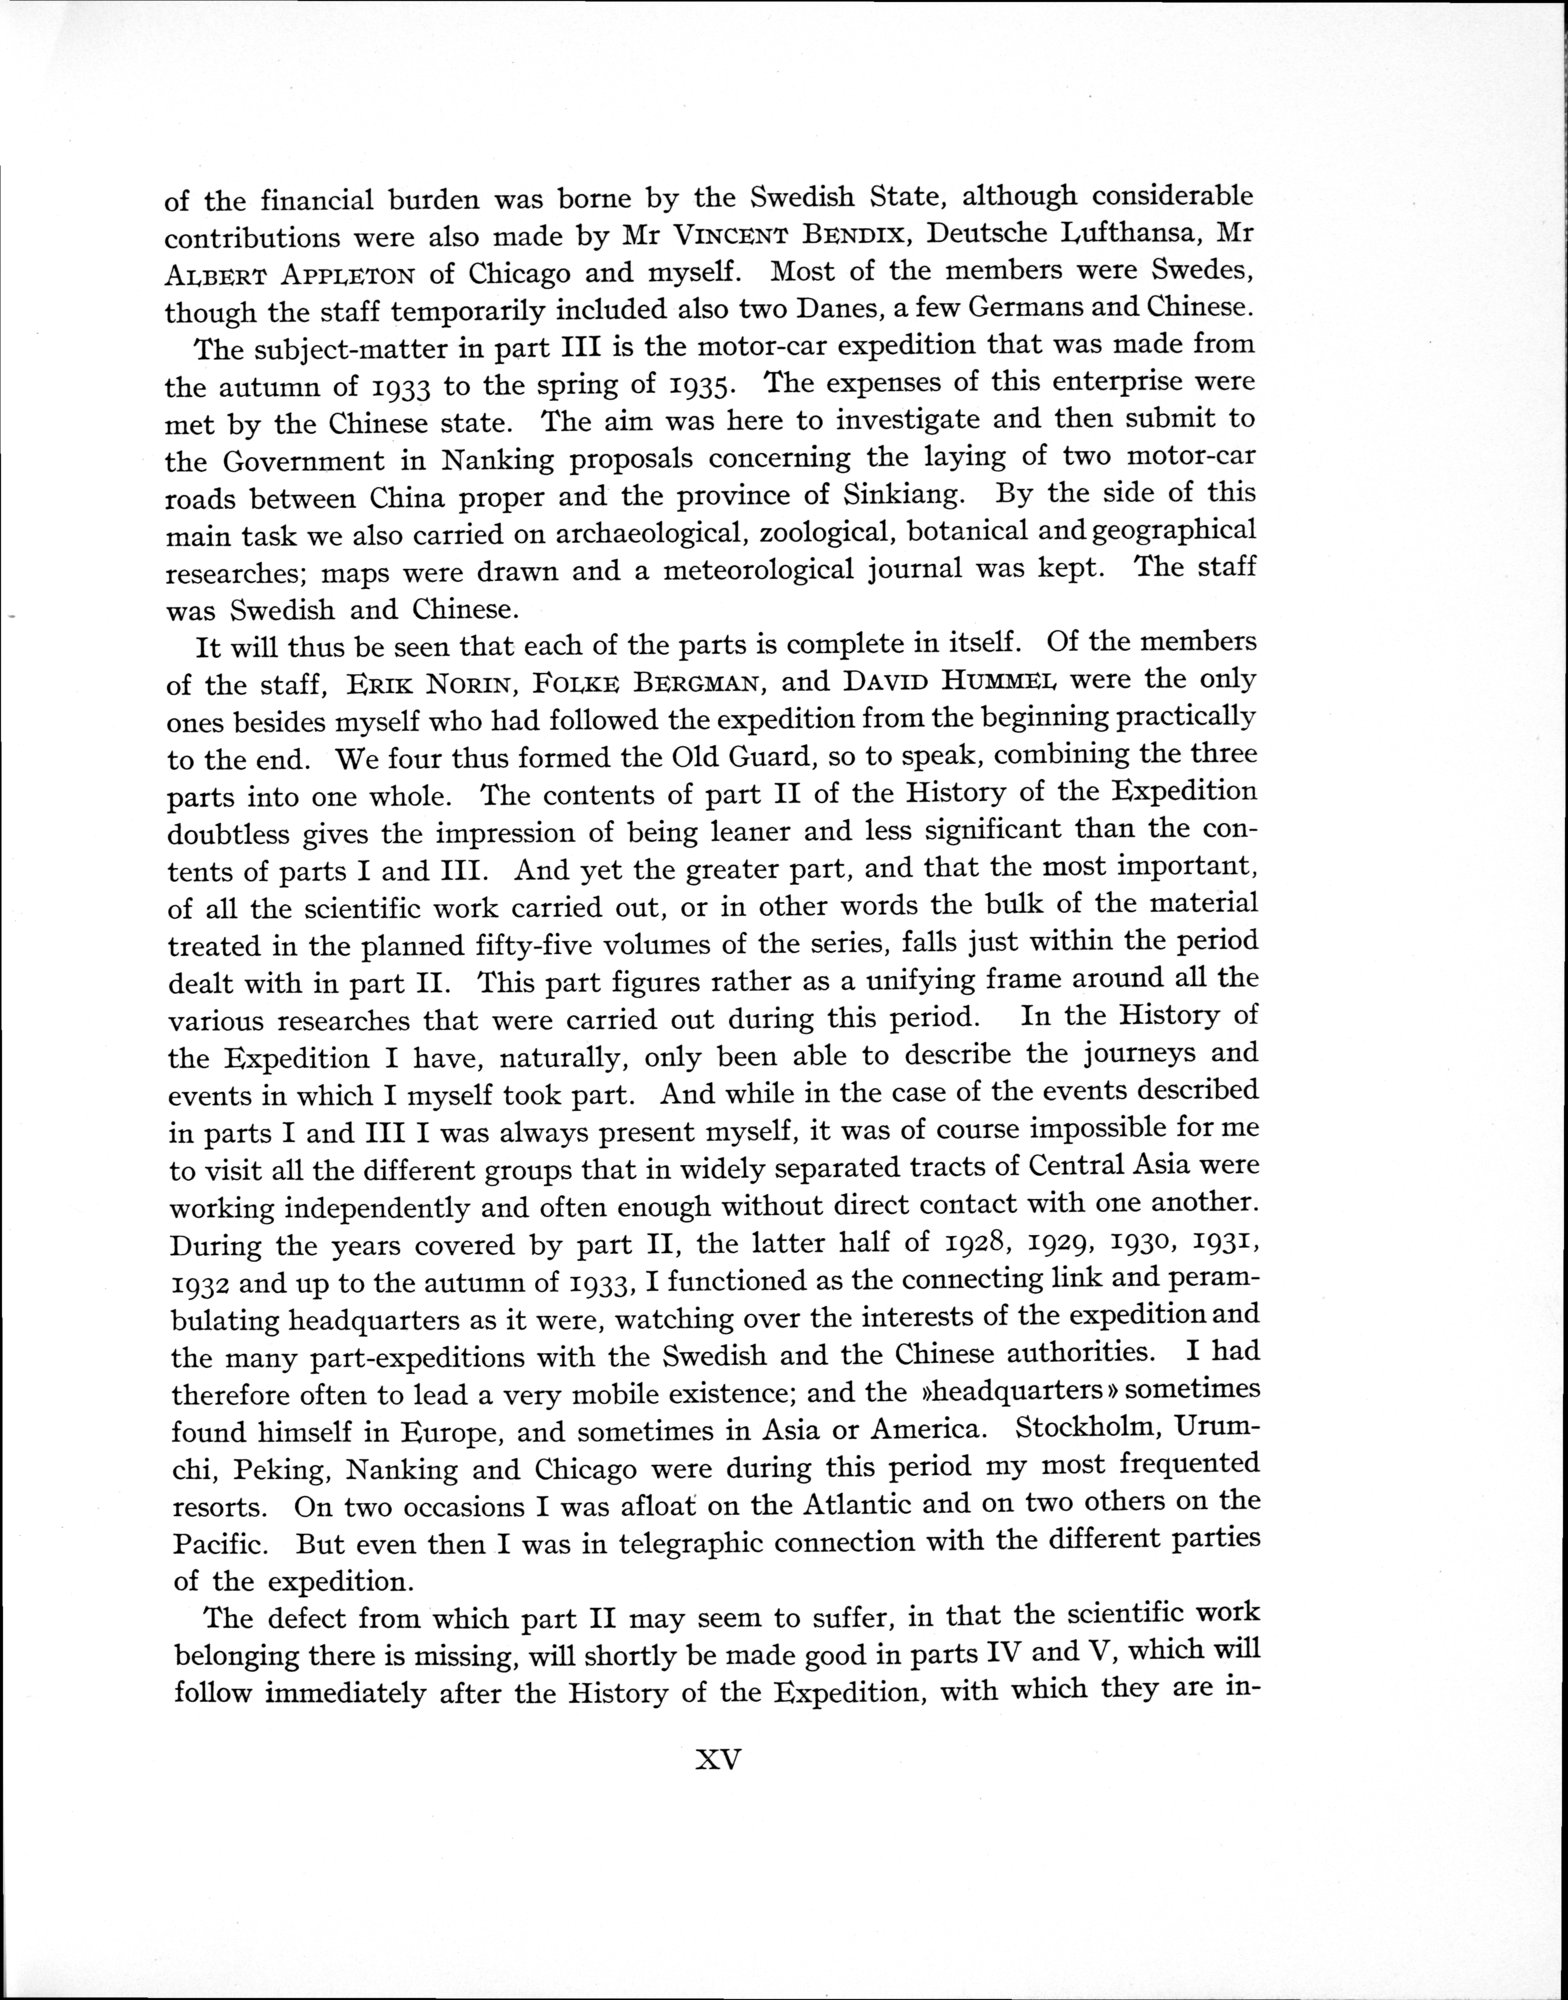 of the financial burden was borne by the Swedish State, although considerable
contributions were also made by Mr VINCENT BENDIX, Deutsche Lufthansa, Mr
ALBERT APPLETON of Chicago and myself. Most of the members were Swedes,
though the staff temporarily included also two Danes, a few Germans and Chinese.
The subject-matter in part III is the motor-car expedition that was made from
the autumn of 1933 to the spring of 1935. The expenses of this enterprise were
met by the Chinese state. The aim was here to investigate and then submit to
the Government in Nanking proposals concerning the laying of two motor-car
roads between China proper and the province of Sinkiang. By the side of this
main task we also carried on archaeological, zoological, botanical and geographical
researches; maps were drawn and a meteorological journal was kept. The staff
was Swedish and Chinese.
It will thus be seen that each of the parts is complete in itself. Of the members
of the staff, ERIK NORIN, FOLKE BERGMAN, and DAVID HUMMEL were the only
ones besides myself who had followed the expedition from the beginning practically
to the end. We four thus formed the Old Guard, so to speak, combining the three
parts into one whole. The contents of part II of the History of the Expedition
doubtless gives the impression of being leaner and less significant than the con-
tents of parts I and III. And yet the greater part, and that the most important,
of all the scientific work carried out, or in other words the bulk of the material
treated in the planned fifty-five volumes of the series, falls just within the period
dealt with in part II. This part figures rather as a unifying frame around all the
various researches that were carried out during this period. In the History of
the Expedition I have, naturally, only been able to describe the journeys and
events in which I myself took part. And while in the case of the events described
in parts I and III I was always present myself, it was of course impossible for me
to visit all the different groups that in widely separated tracts of Central Asia were
working independently and often enough without direct contact with one another.
During the years covered by part II, the latter half of 1928, 1929, 1930, 1931,
1932 and up to the autumn of 1933, I functioned as the connecting link and peram-
bulating headquarters as it were, watching over the interests of the expedition and
the many part-expeditions with the Swedish and the Chinese authorities. I had
therefore often to lead a very mobile existence; and the »headquarters» sometimes
found himself in Europe, and sometimes in Asia or America. Stockholm, Urum-
chi, Peking, Nanking and Chicago were during this period my most frequented
resorts. On two occasions I was afloat on the Atlantic and on two others on the
Pacific. But even then I was in telegraphic connection with the different parties
of the expedition.
The defect from which part II may seem to suffer, in that the scientific work
belonging there is missing, will shortly be made good in parts IV and V, which will
follow immediately after the History of the Expedition, with which they are in-
XV